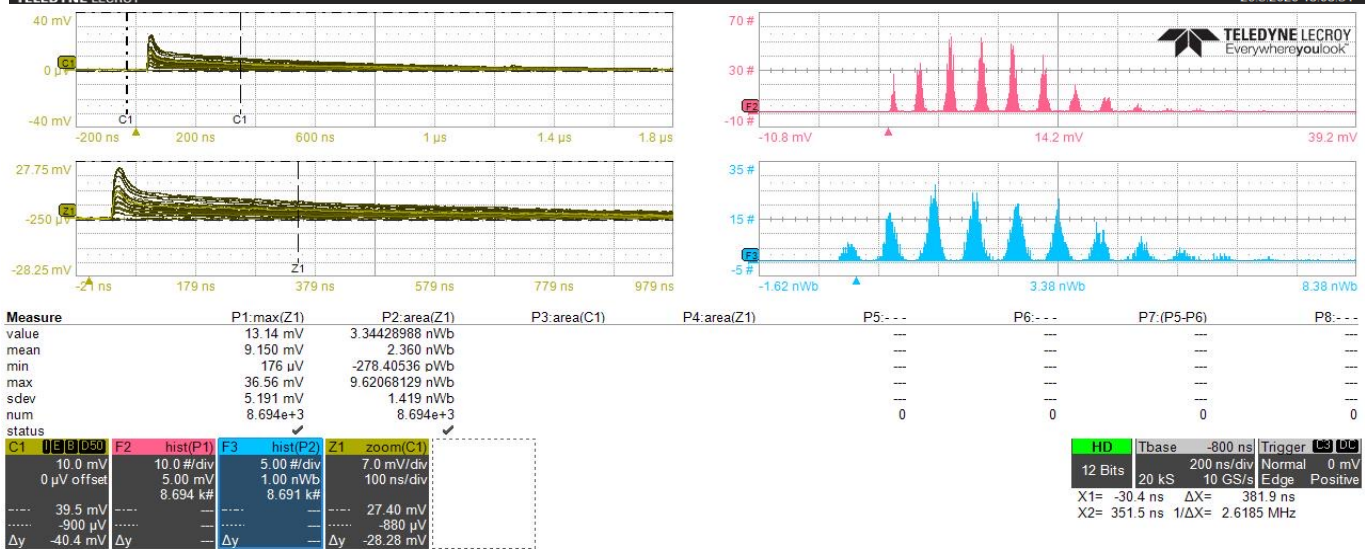 TELEDYNE LECROY
40 mV
0 µV
-40 mV
C1
C1 C1
-200 ns 200 ns 600 ns 1 µs 1.4 µs 1.8 µs
70 #
30 #
-10 #
F2
-10.8 mV 14.2 mV 39.2 mV
TELEDYNE LECROY
Everywhereyoulook
27.75 mV
-250 µV
-28.25 mV
Z1
Z1
179 ns 379 ns 579 ns 779 ns 979 ns
35 #
15 #
-5 #
F3
-1.62 nWb 3.38 nWb 8.38 nWb
Measure P1:max(Z1) P2:area(Z1) P3:area(C1) P4:area(Z1) P5:- - - P6:- - - P7:(P5-P6) P8:- - -
value 13.14 mV 3.34428988 nWb --- --- --- ---
mean 9.150 mV 2.360 nWb --- --- --- ---
min 176 µV -278.40536 pWb --- --- --- ---
max 36.56 mV 9.62068129 nWb --- --- --- ---
sdev 5.191 mV 1.419 nWb --- --- --- ---
num 8.694e+3 8.694e+3 0 0 0 0
status
C1 D50 F2 hist(P1) F3 hist(P2) Z1 zoom(C1)
10.0 mV 10.0 #/div 5.00 #/div 7.0 mV/div
0 µV offset 5.00 mV 1.00 nWb 100 ns/div
8.694 k# 8.691 k#
39.5 mV --- --- 27.40 mV
-900 µV --- --- -880 µV
Δy -40.4 mV Δy --- Δy --- Δy -28.28 mV
HD Tbase -800 ns Trigger C3 DC
12 Bits 200 ns/div Normal 0 mV
20 kS 10 GS/s Edge Positive
X1= -30.4 ns ΔX= 381.9 ns
X2= 351.5 ns 1/ΔX= 2.6185 MHz